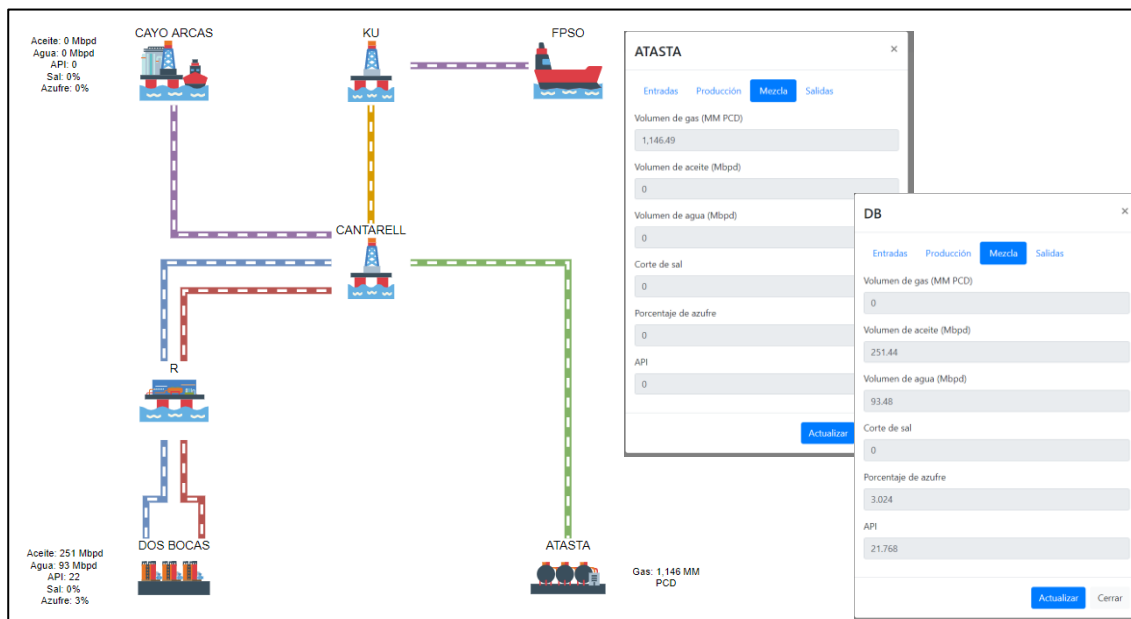 CAYO ARCAS
Aceite: 0 Mbpd
Agua: 0 Mbpd
API: 0
Sal: 0%
Azufre: 0%
KU
FPSO
CANTARELL
R
DOS BOCAS
Aceite: 251 Mbpd
Agua: 93 Mbpd
API: 22
Sal: 0%
Azufre: 3%
ATASTA
Gas: 1,146 MM
PCD
ATASTA
×
Entradas Producción Mezcla Salidas
Volumen de gas (MM PCD)
1,146.49
Volumen de aceite (Mbpd)
0
Volumen de agua (Mbpd)
0
Corte de sal
0
Porcentaje de azufre
0
API
0
Actualizar
DB
×
Entradas Producción Mezcla Salidas
Volumen de gas (MM PCD)
0
Volumen de aceite (Mbpd)
251.44
Volumen de agua (Mbpd)
93.48
Corte de sal
0
Porcentaje de azufre
3.024
API
21.768
Actualizar Cerrar